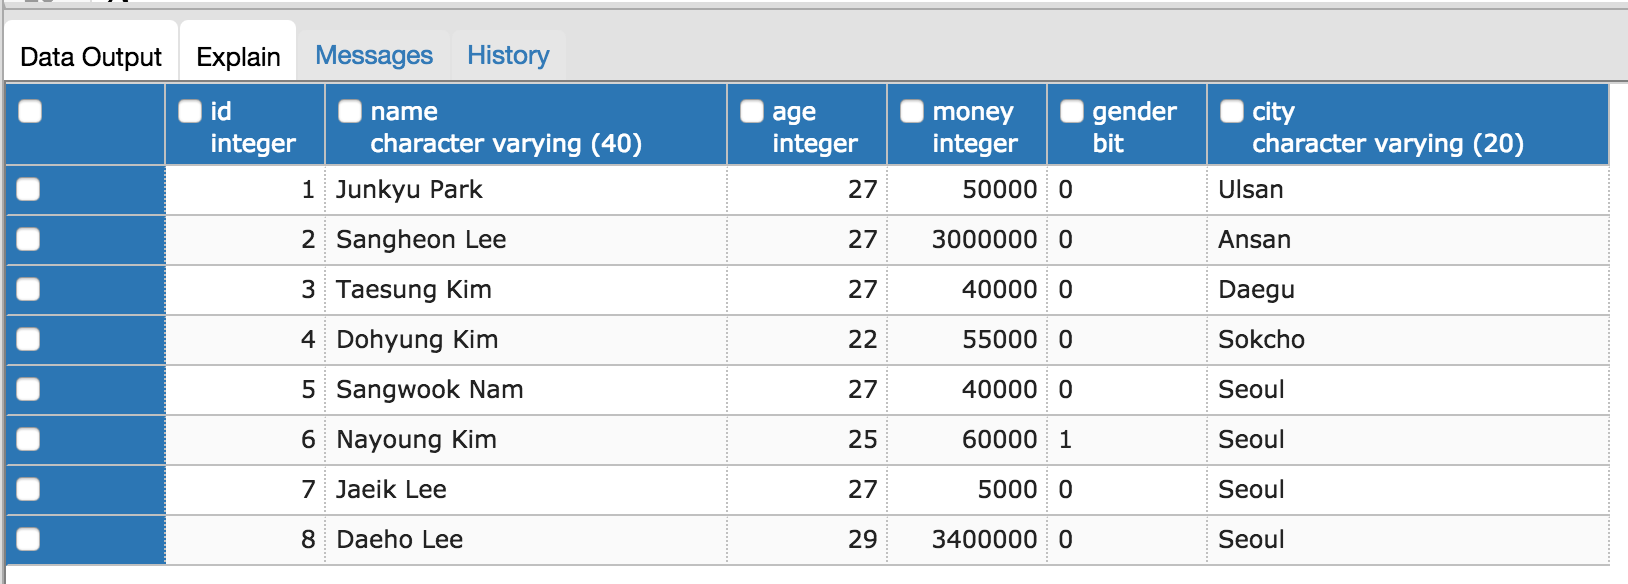 Data Output Explain Messages History
id name age money gender city
integer character varying (40) integer integer bit character varying (20)
1 Junkyu Park 27 50000 0 Ulsan
2 Sangheon Lee 27 3000000 0 Ansan
3 Taesung Kim 27 40000 0 Daegu
4 Dohyung Kim 22 55000 0 Sokcho
5 Sangwook Nam 27 40000 0 Seoul
6 Nayoung Kim 25 60000 1 Seoul
7 Jaeik Lee 27 5000 0 Seoul
8 Daeho Lee 29 3400000 0 Seoul